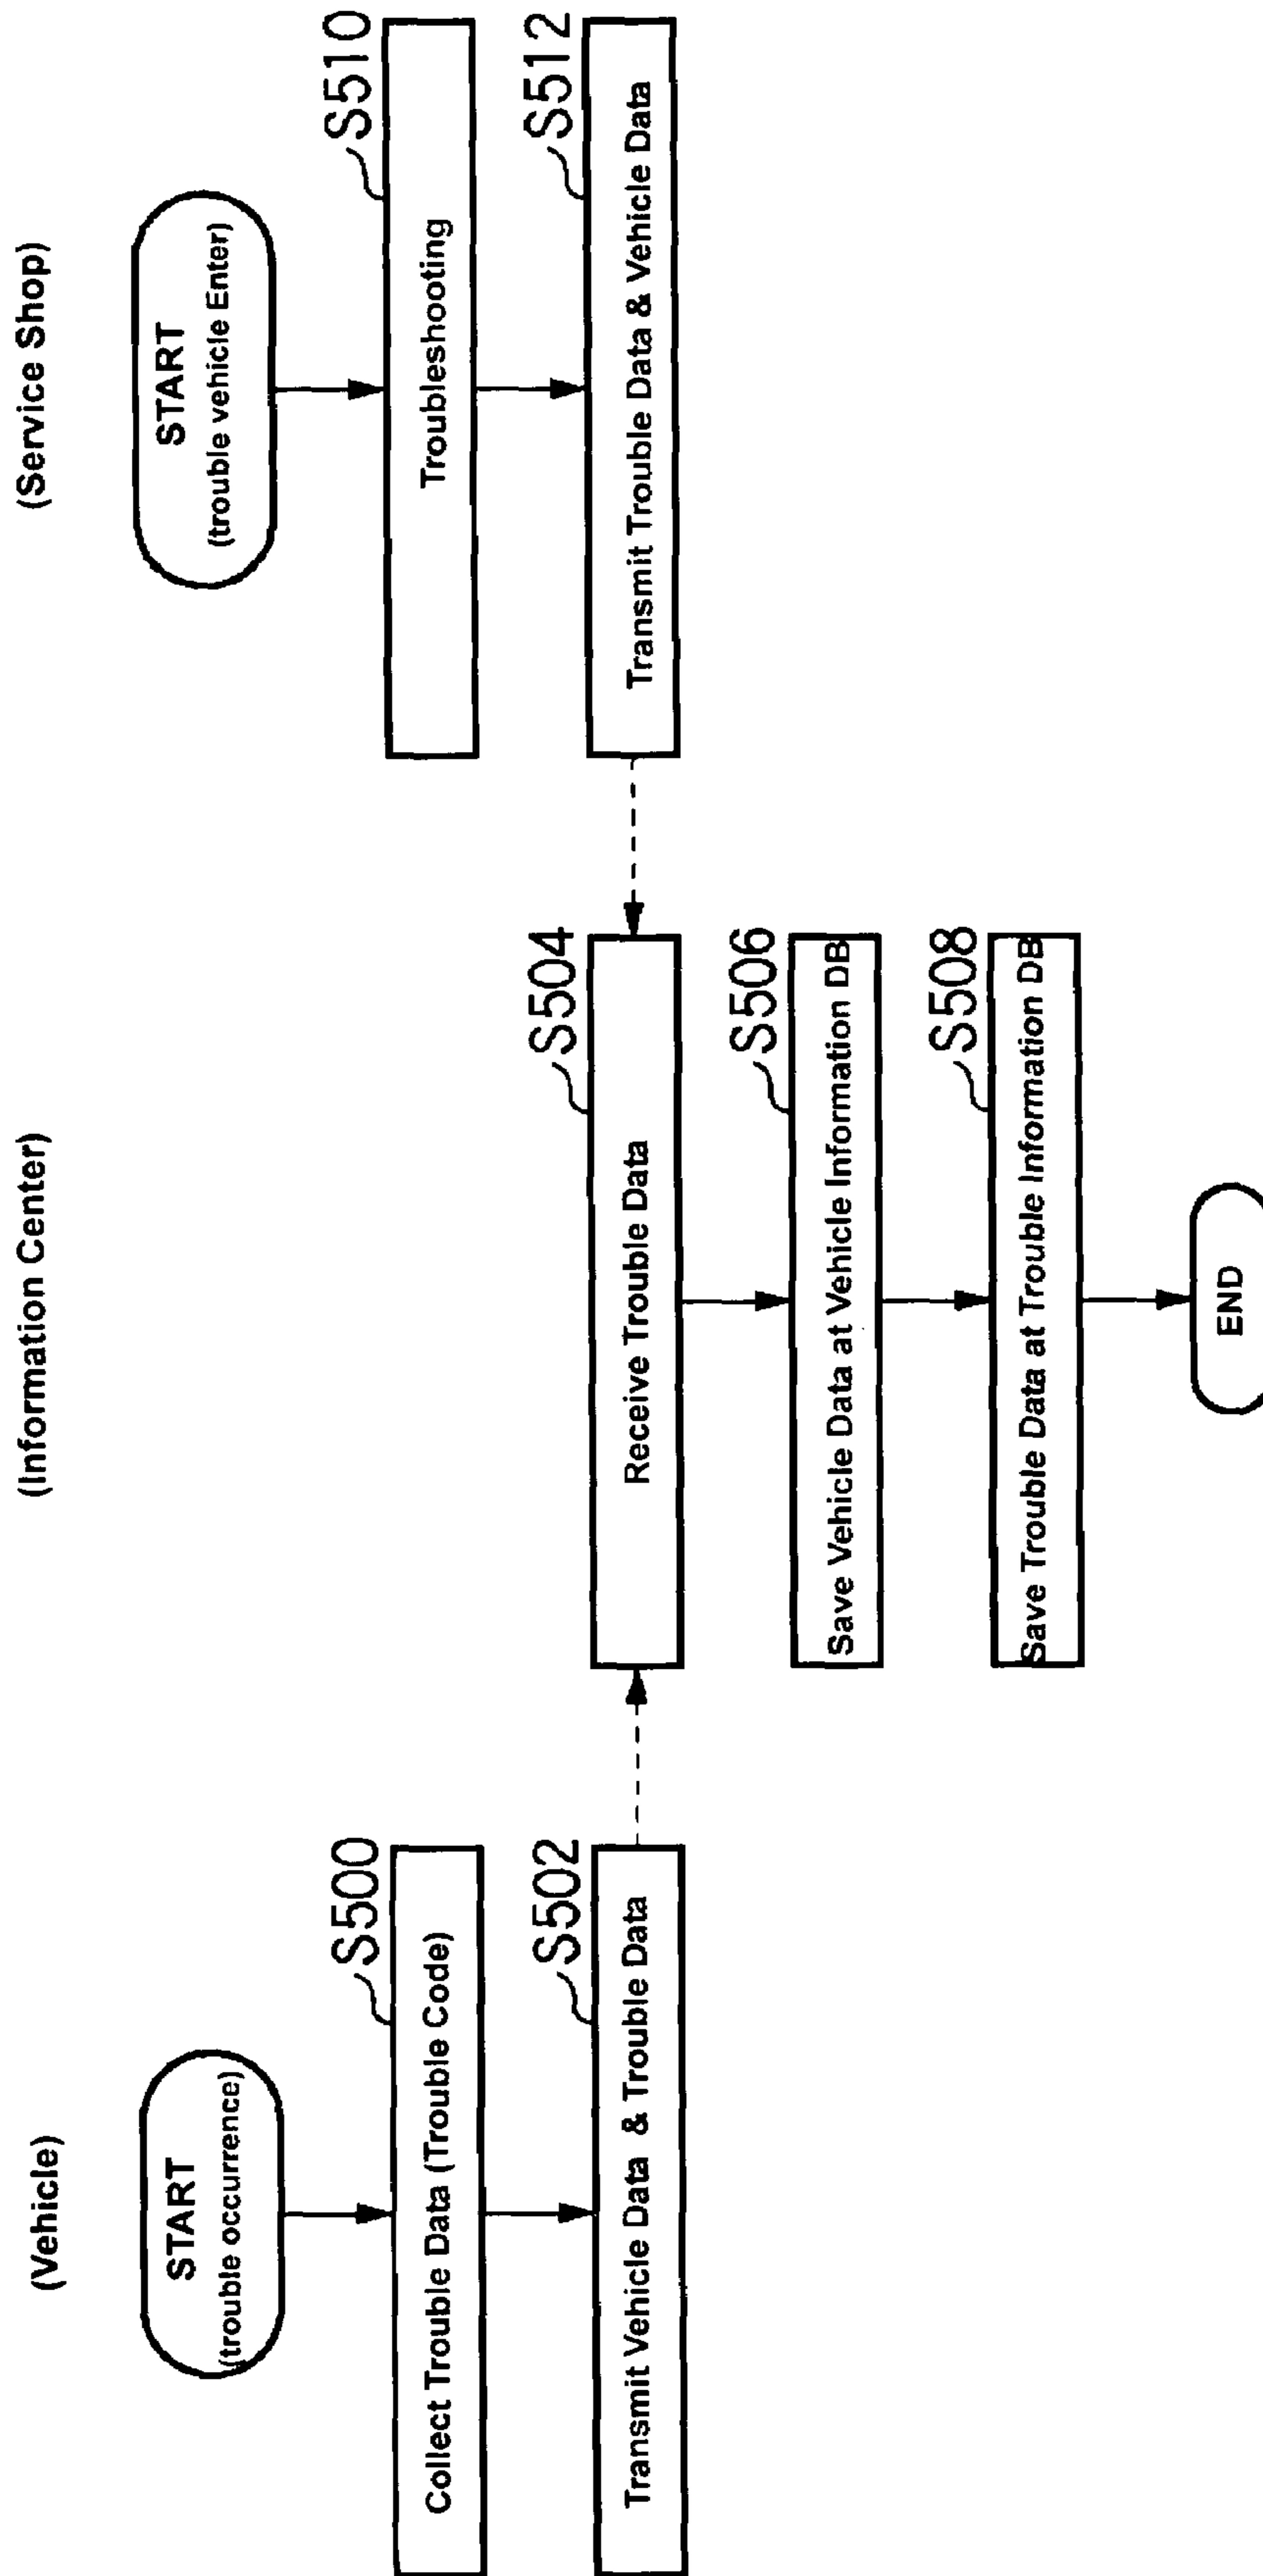 (Vehicle)
START
(trouble occurrence)
S500
Collect Trouble Data (Trouble Code)
S502
Transmit Vehicle Data & Trouble Data
(Information Center)
S504
Receive Trouble Data
S506
Save Vehicle Data at Vehicle Information DB
S508
Save Trouble Data at Trouble Information DB
END
(Service Shop)
START
(trouble vehicle Enter)
S510
Troubleshooting
S512
Transmit Trouble Data & Vehicle Data